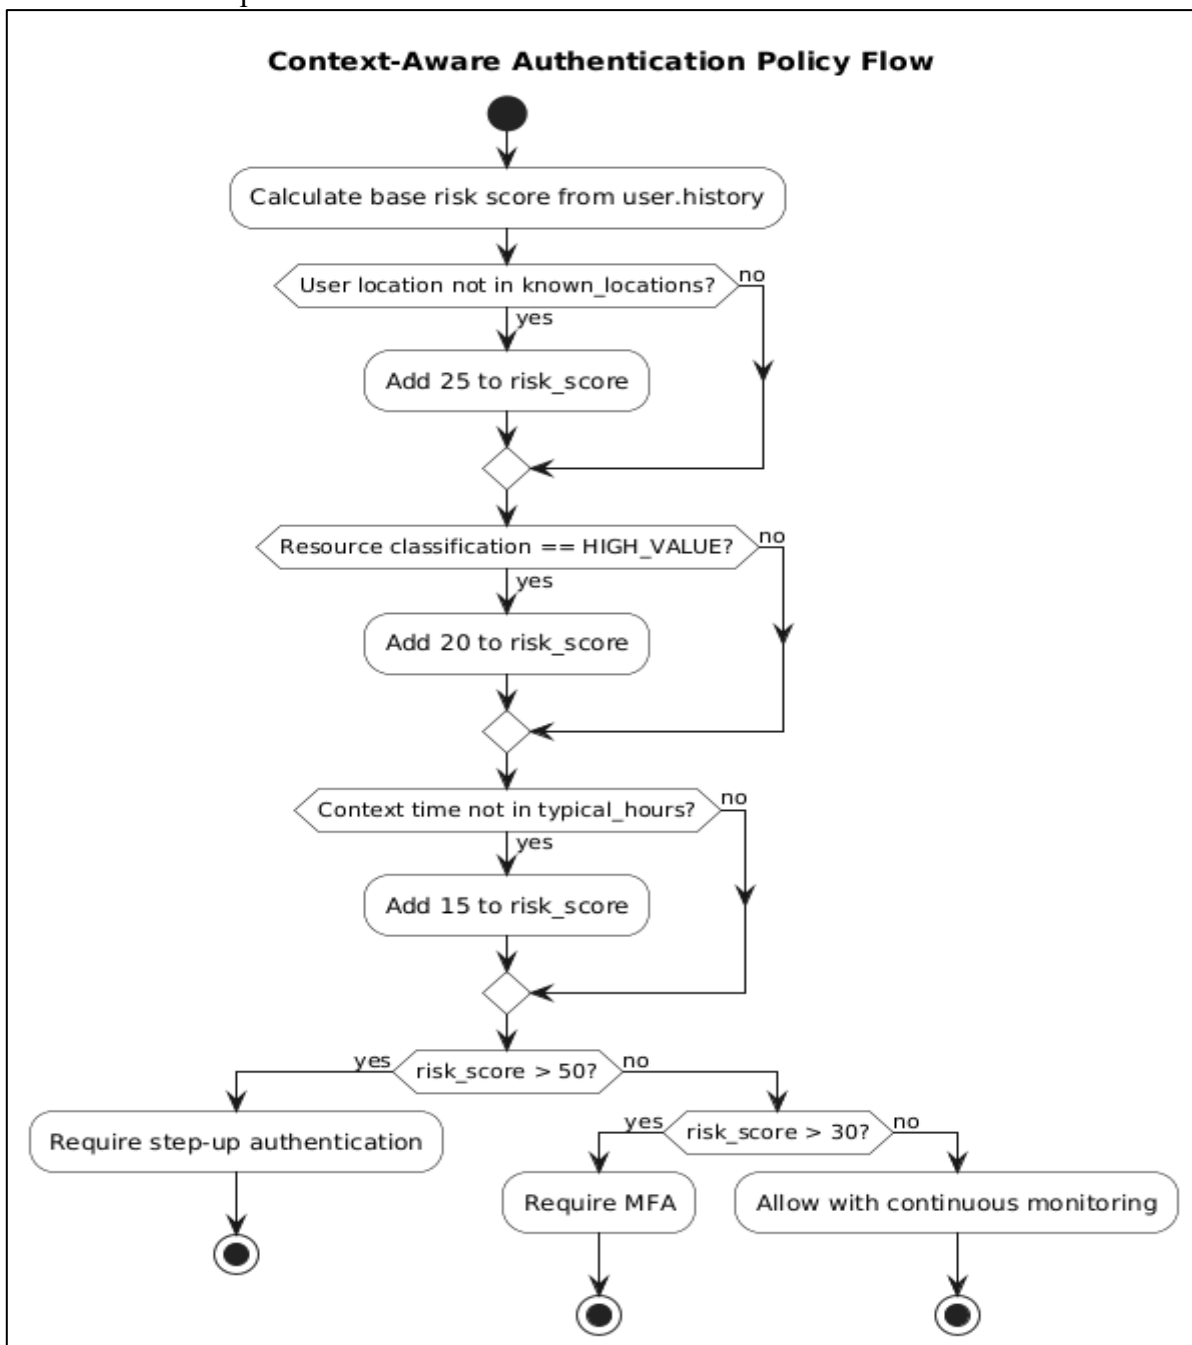 Context-Aware Authentication Policy Flow
Calculate base risk score from user.history
User location not in known_locations?
no
yes
Add 25 to risk_score
Resource classification == HIGH_VALUE?
no
yes
Add 20 to risk_score
Context time not in typical_hours?
no
yes
Add 15 to risk_score
yes
risk_score > 50?
no
Require step-up authentication
yes
risk_score > 30?
no
Require MFA
Allow with continuous monitoring